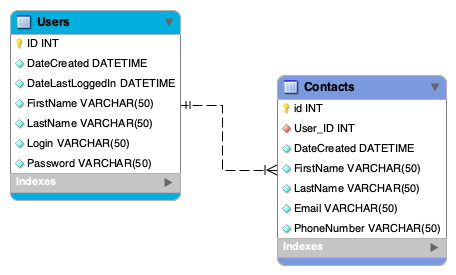 Users
ID INT
DateCreated DATETIME
DateLastLoggedIn DATETIME
FirstName VARCHAR(50)
LastName VARCHAR(50)
Login VARCHAR(50)
Password VARCHAR(50)
Indexes
Contacts
id INT
User_ID INT
DateCreated DATETIME
FirstName VARCHAR(50)
LastName VARCHAR(50)
Email VARCHAR(50)
PhoneNumber VARCHAR(50)
Indexes